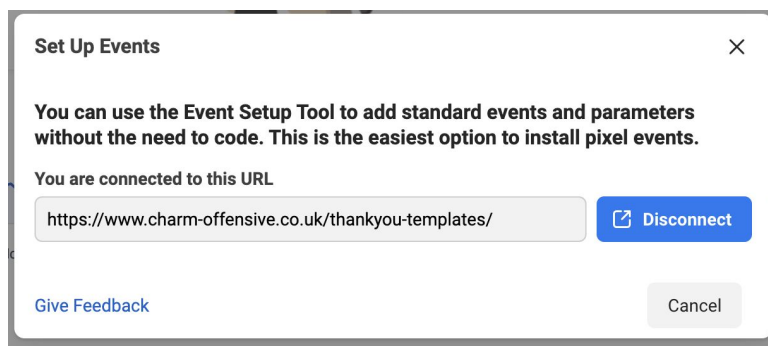 Set Up Events
You can use the Event Setup Tool to add standard events and parameters
without the need to code. This is the easiest option to install pixel events.
You are connected to this URL
https://www.charm-offensive.co.uk/thankyou-templates/
Disconnect
Give Feedback
Cancel